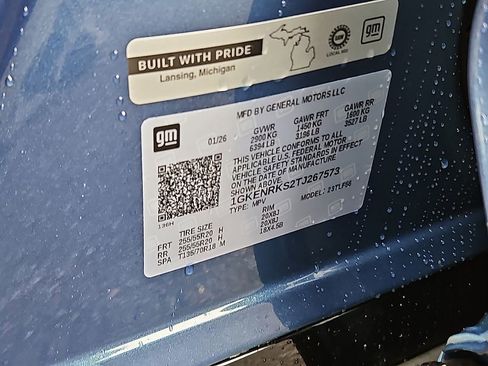 BUILT WITH PRIDE
Lansing, Michigan
LOCAL 602
gm
MFD BY GENERAL MOTORS LLC
gm
01/26
GVWR GAWR FRT GAWR RR
2900 KG 1450 KG 1600 KG
6394 LB 3196 LB 3527 LB
THIS VEHICLE CONFORMS TO ALL
APPLICABLE U.S. FEDERAL MOTOR
VEHICLE SAFETY STANDARDS IN EFFECT
ON THE DATE OF MANUFACTURE
SHOWN ABOVE.
1GKENRKS2TJ267573
TYPE: MPV MODEL:
TIRE SIZE RIM
FRT 255/55R20 H 20X8J
RR 255/55R20 H 20X8J
SPA T135/70R18 M 18X4.5B